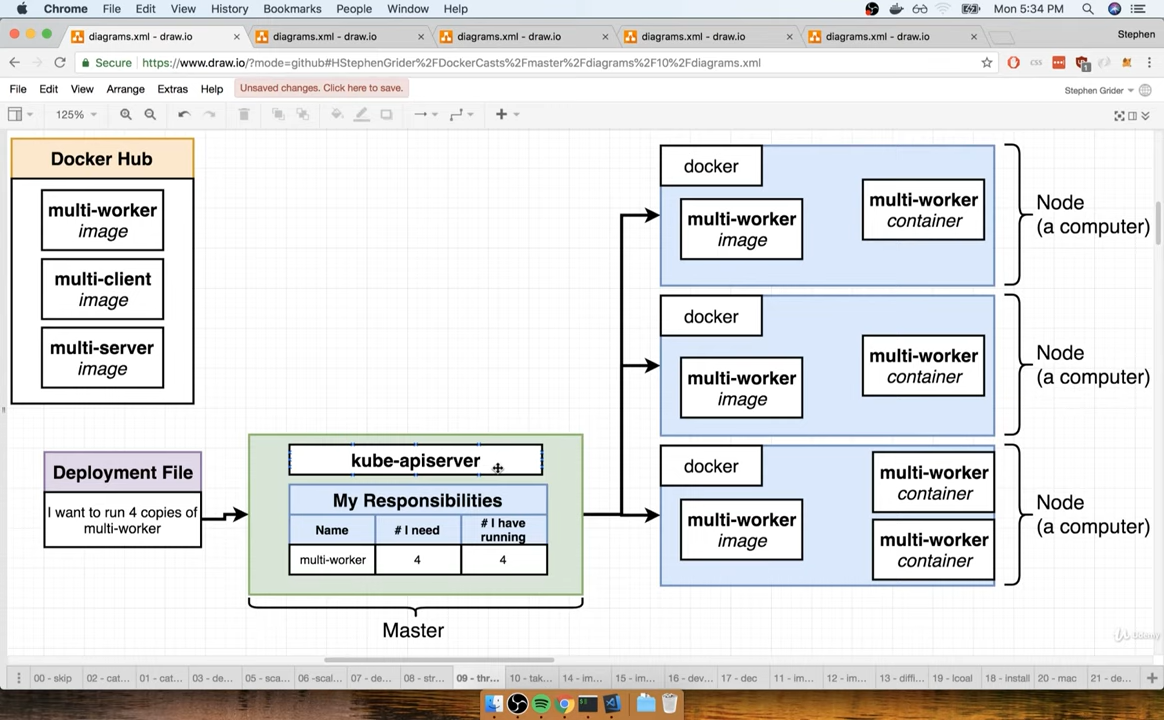 Chrome File Edit View History Bookmarks People Window Help Mon 5:34 PM
diagrams.xml - draw.io diagrams.xml - draw.io diagrams.xml - draw.io diagrams.xml - draw.io diagrams.xml - draw.io Stephen
Secure https://www.draw.io/?mode=github#HStephenGrider%2FDockerCasts%2Fmaster%2Fdiagrams%2F10%2Fdiagrams.xml
File Edit View Arrange Extras Help Unsaved changes. Click here to save. Stephen Grider
125%
Docker Hub
multi-worker
image
multi-client
image
multi-server
image
Deployment File
I want to run 4 copies of
multi-worker
kube-apiserver
My Responsibilities
Name # I need # I have
running
multi-worker 4 4
Master
docker
multi-worker
image
multi-worker
container
Node
(a computer)
docker
multi-worker
image
multi-worker
container
Node
(a computer)
docker
multi-worker
image
multi-worker
container
multi-worker
container
Node
(a computer)
Udemy
00 - skip 02 - cat... 01 - cat... 03 - de... 05 - sca... 06 -scal... 07 - de... 08 - str... 09 - thr... 10 - tak... 14 - im... 15 - im... 16 - dev... 17 - dec 11 - im... 12 - im... 13 - diffi... 19 - lcoal 18 - install 20 - mac 21 - de...